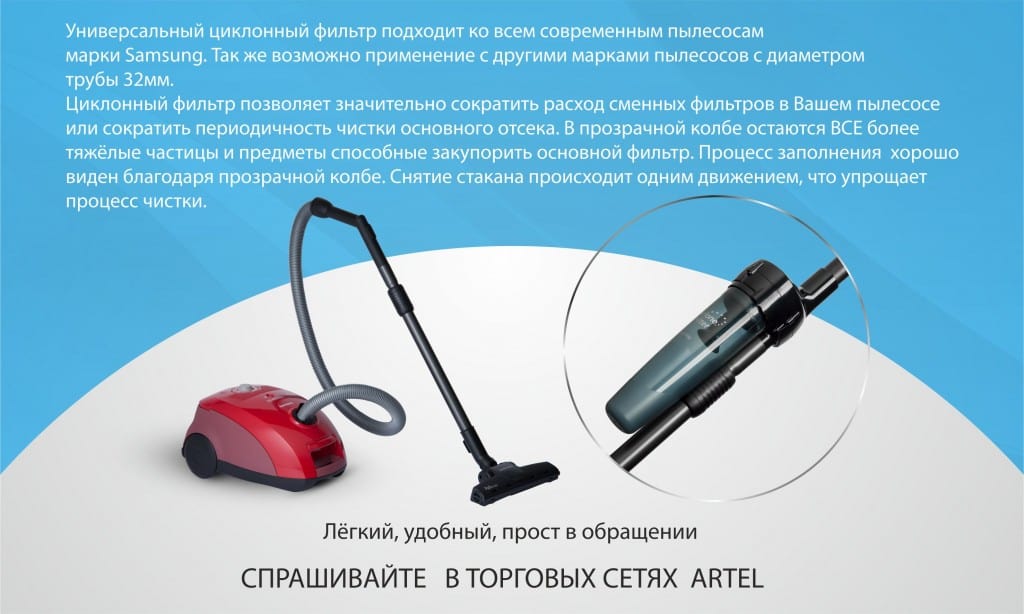 Универсальный циклонный фильтр подходит ко всем современным пылесосам
марки Samsung. Так же возможно применение с другими марками пылесосов с диаметром
трубы 32мм.
Циклонный фильтр позволяет значительно сократить расход сменных фильтров в Вашем пылесосе
или сократить периодичность чистки основного отсека. В прозрачной колбе остаются ВСЕ более
тяжёлые частицы и предметы способные закупорить основной фильтр. Процесс заполнения хорошо
виден благодаря прозрачной колбе. Снятие стакана происходит одним движением, что упрощает
процесс чистки.
Лёгкий, удобный, прост в обращении
СПРАШИВАЙТЕ В ТОРГОВЫХ СЕТЯХ ARTEL